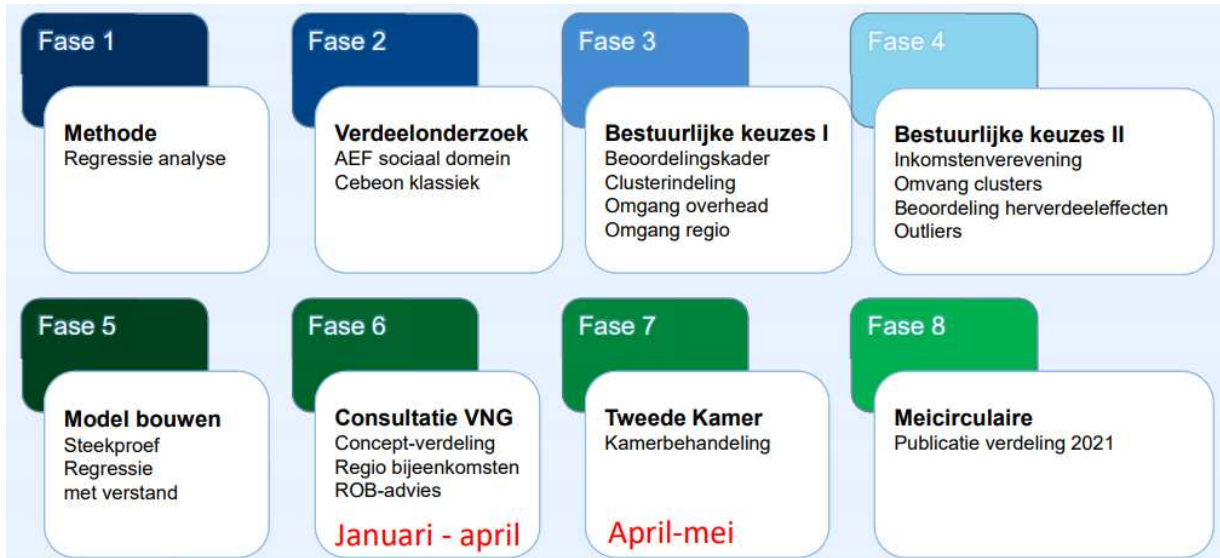 Fase 1
Methode
Regressie analyse
Fase 2
Verdeelonderzoek
AEF sociaal domein
Cebeon klassiek
Fase 3
Bestuurlijke keuzes I
Beoordelingskader
Clusterindeling
Omgang overhead
Omgang regio
Fase 4
Bestuurlijke keuzes II
Inkomstenverevening
Omvang clusters
Beoordeling herverdeeleffecten
Outliers
Fase 5
Model bouwen
Steekproef
Regressie
met verstand
Fase 6
Consultatie VNG
Concept-verdeling
Regio bijeenkomsten
ROB-advies
Januari - april
Fase 7
Tweede Kamer
Kamerbehandeling
April-mei
Fase 8
Meicirculaire
Publicatie verdeling 2021